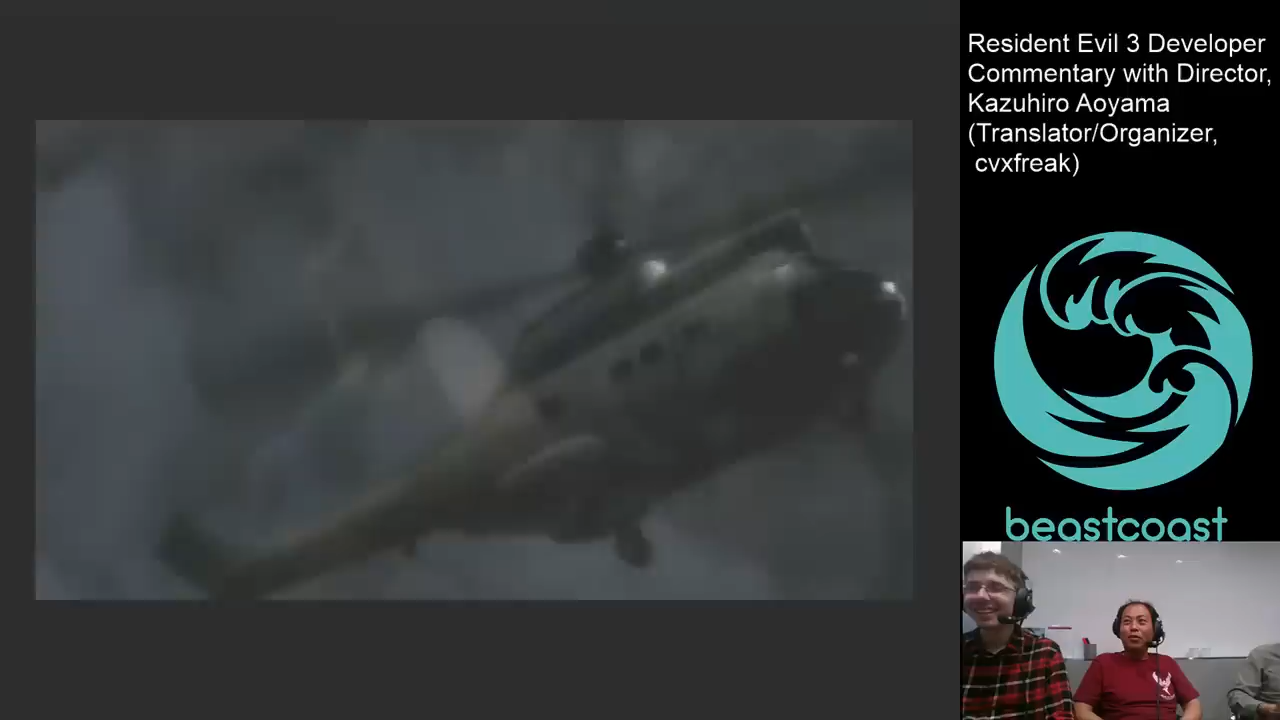 Resident Evil 3 Developer
Commentary with Director,
Kazuhiro Aoyama
(Translator/Organizer,
cvxfreak)
beastcoast